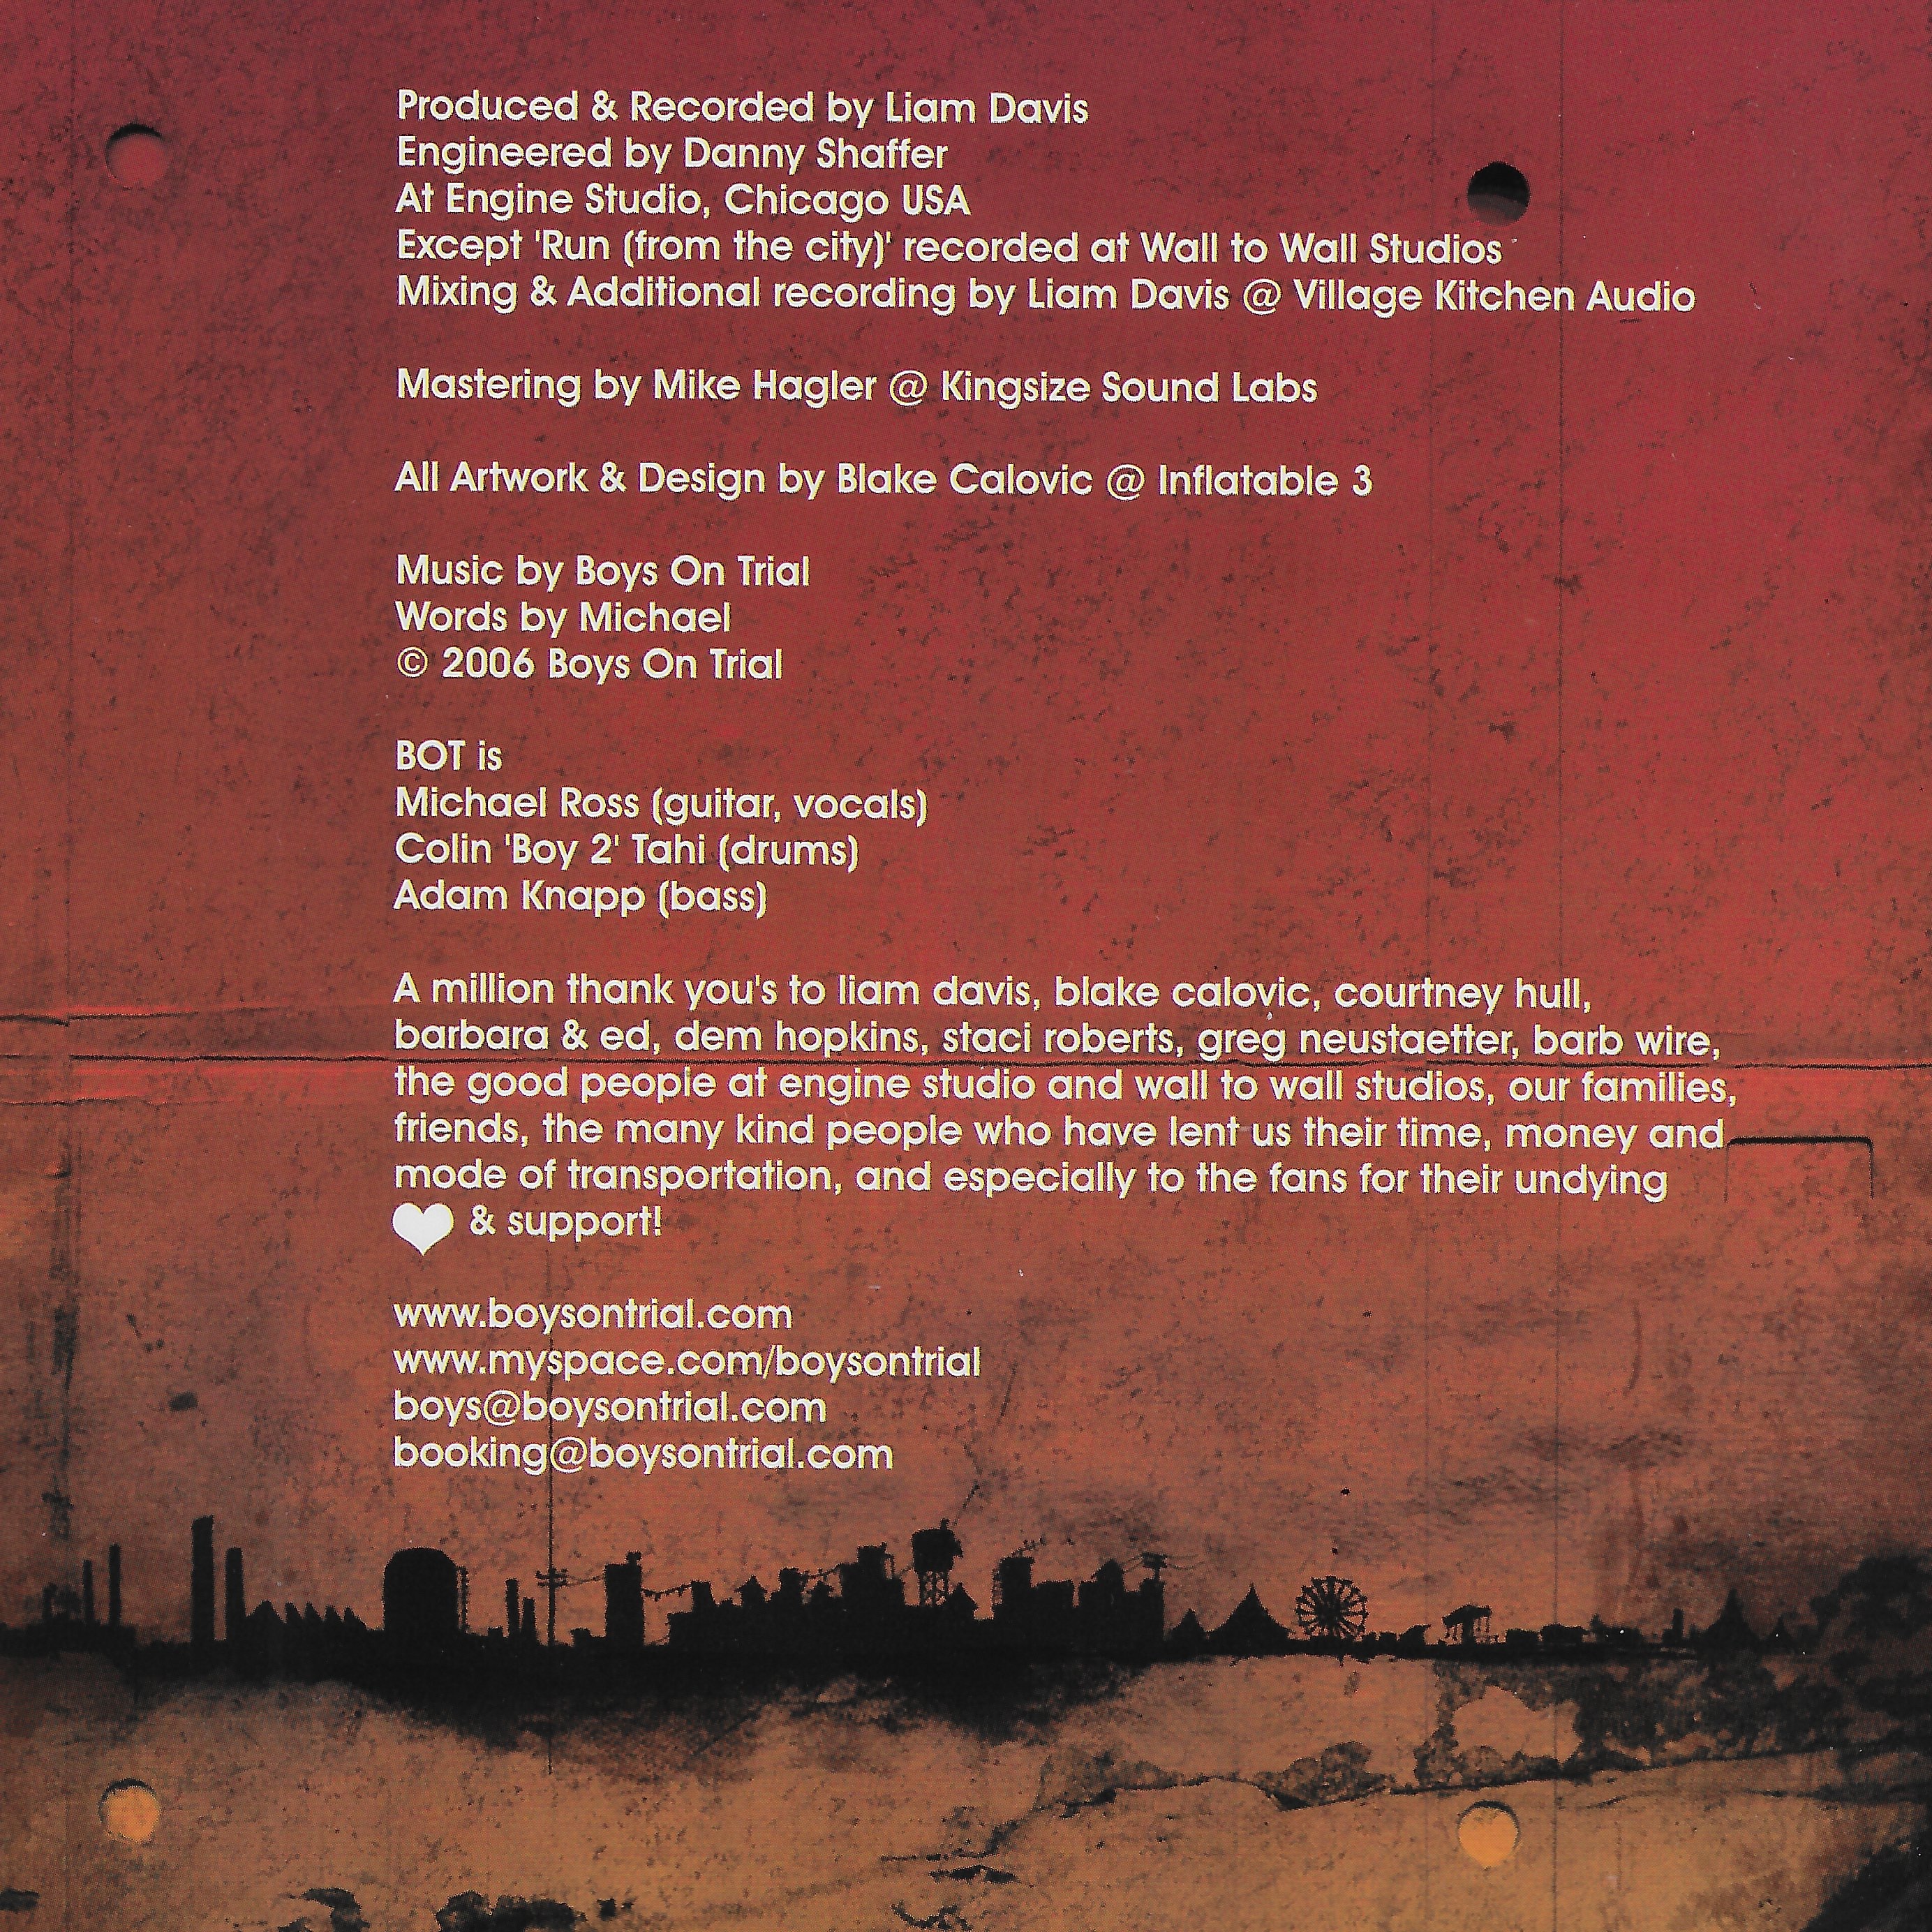 Produced & Recorded by Liam Davis
Engineered by Danny Shaffer
At Engine Studio, Chicago USA
Except 'Run (from the city)' recorded at Wall to Wall Studios
Mixing & Additional recording by Liam Davis @ Village Kitchen Audio
Mastering by Mike Hagler @ Kingsize Sound Labs
All Artwork & Design by Blake Calovic @ Inflatable 3
Music by Boys On Trial
Words by Michael
© 2006 Boys On Trial
BOT is
Michael Ross (guitar, vocals)
Colin 'Boy 2' Tahi (drums)
Adam Knapp (bass)
A million thank you's to liam davis, blake calovic, courtney hull,
barbara & ed, dem hopkins, staci roberts, greg neustaetter, barb wire,
the good people at engine studio and wall to wall studios, our families,
friends, the many kind people who have lent us their time, money and
mode of transportation, and especially to the fans for their undying
♥ & support!
www.boysontrial.com
www.myspace.com/boysontrial
boys@boysontrial.com
booking@boysontrial.com